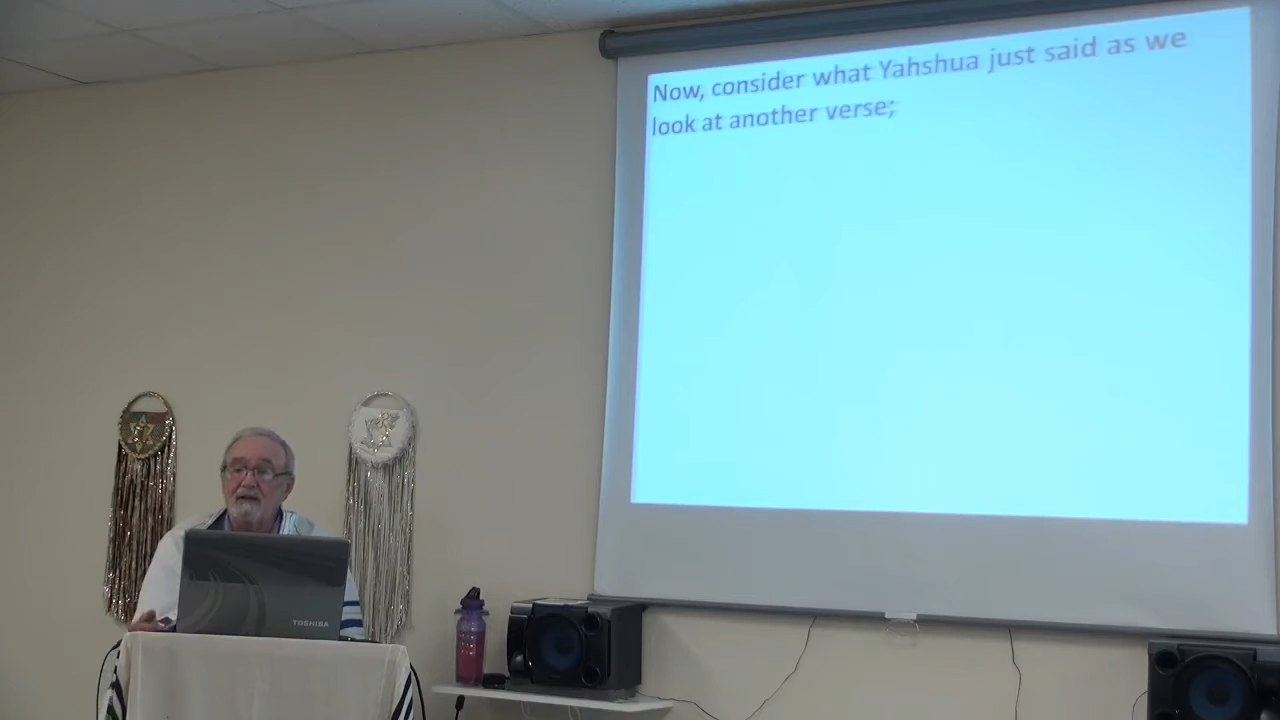 Now, consider what Yahshua just said as we
look at another verse;
TOSHIBA